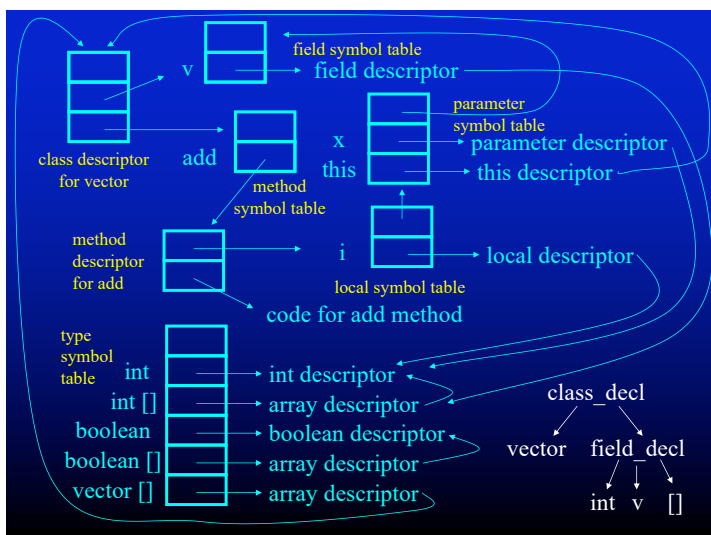 field symbol table
v
field descriptor
parameter
symbol table
x
parameter descriptor
class descriptor
for vector
add
this
this descriptor
method
symbol table
method
descriptor
for add
i
local descriptor
local symbol table
code for add method
type
symbol
table
int
int descriptor
int []
array descriptor
boolean
boolean descriptor
boolean []
array descriptor
vector []
array descriptor
class_decl
vector
field_decl
int
v
[]